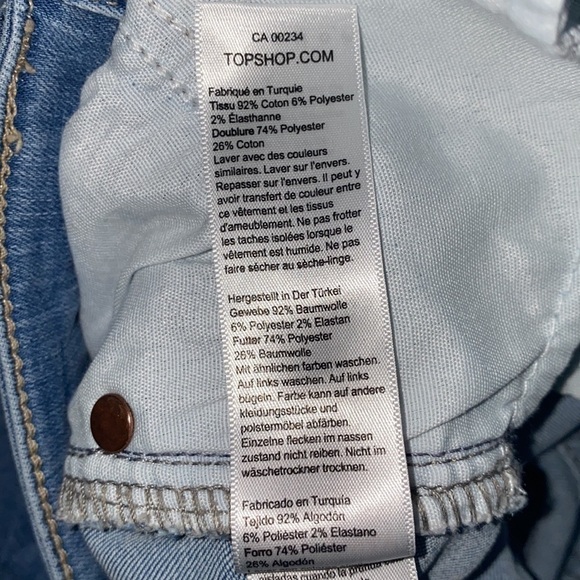 CA 00234
TOPSHOP.COM
Fabriqué en Turquie
Tissu 92% Coton 6% Polyester
2% Élasthanne
Doublure 74% Polyester
26% Coton
Laver avec des couleurs
similaires. Laver sur l'envers.
Repasser sur l'envers. Il peut y
avoir transfert de couleur entre
ce vêtement et les tissus
d'ameublement. Ne pas frotter
les taches isolées lorsque le
vêtement est humide. Ne pas
faire sécher au sèche-linge.
Hergestellt in Der Türkei
Gewebe 92% Baumwolle
6% Polyester 2% Elastan
Futter 74% Polyester
26% Baumwolle
Mit ähnlichen farben waschen.
Auf links waschen. Auf links
bügeln. Farbe kann auf andere
kleidungsstücke und
polstermöbel abfärben.
Einzelne flecken im nassen
zustand nicht reiben. Nicht im
wäschetrockner trocknen.
Fabricado en Turquía
Tejido 92% Algodón
6% Poliéster 2% Elastano
Forro 74% Poliéster
26% Algodón
cuando la